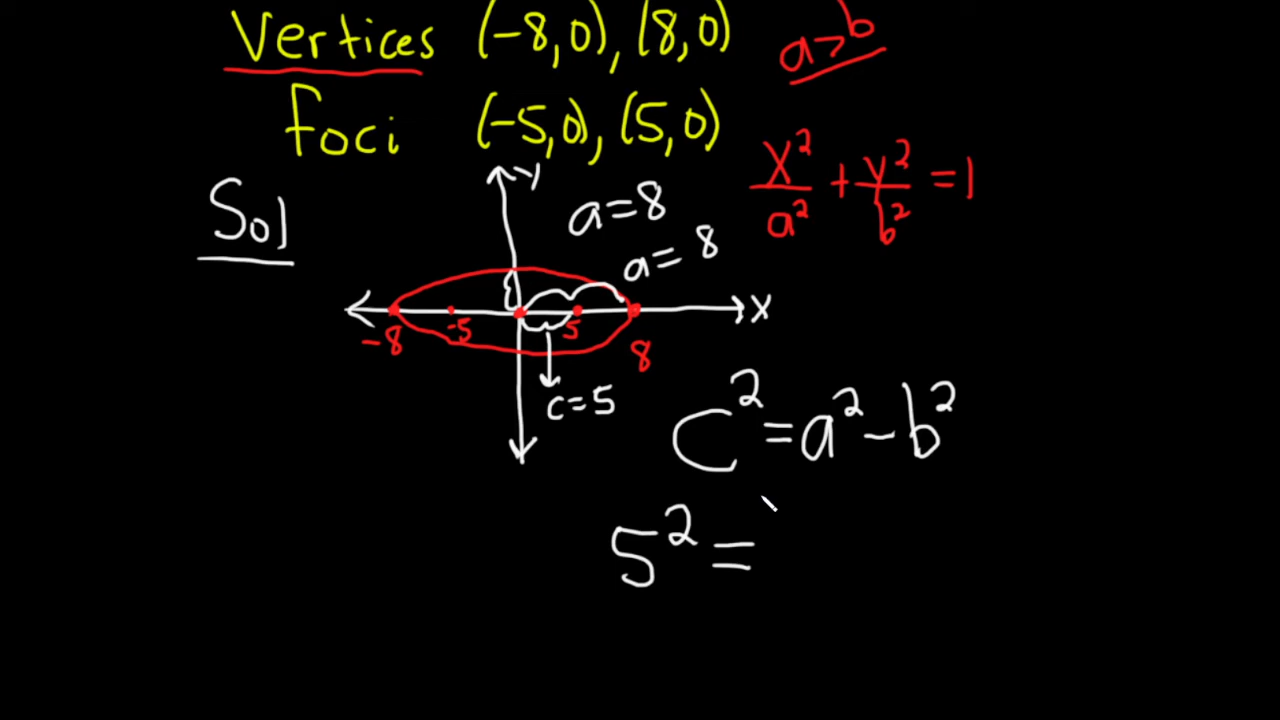 Vertices (-8,0), (8,0) a>b
foci (-5,0), (5,0)
x²/a² + y²/b² = 1
Sol
y
a=8
a=8
x
-8 -5 5 8
c=5
c²=a²-b²
5²=